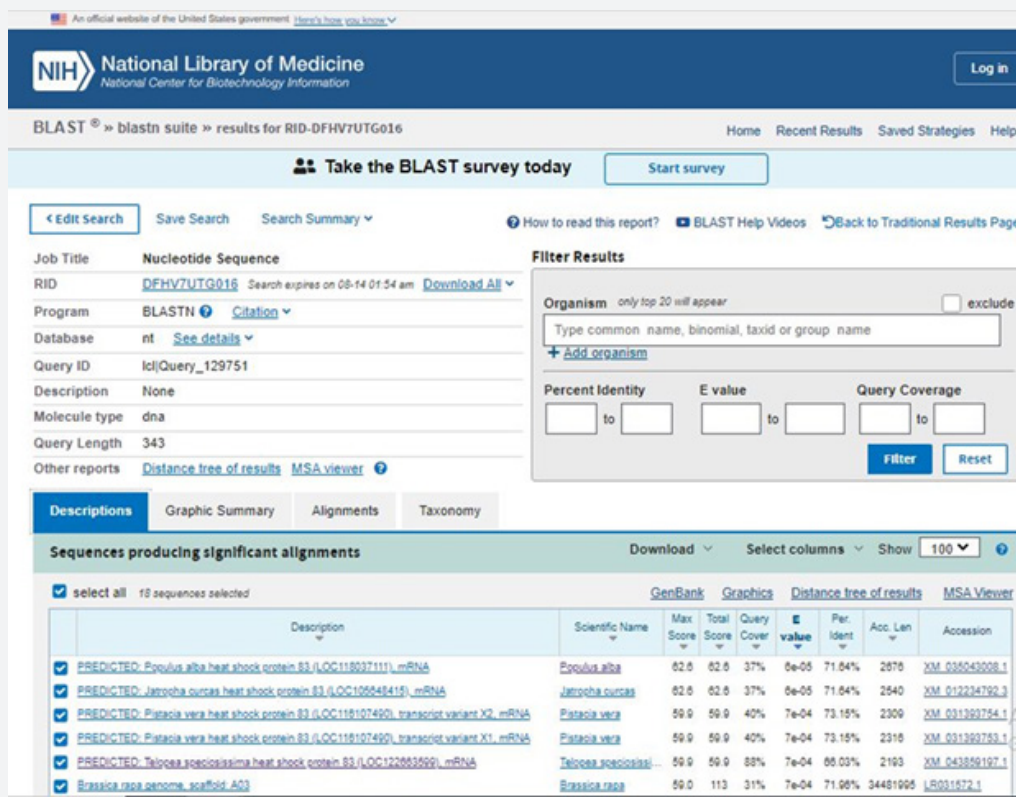 An official website of the United States government Here's how you know
NIH National Library of Medicine
National Center for Biotechnology Information
Log in
BLAST ® » blastn suite » results for RID-DFHV7UTG016
Home Recent Results Saved Strategies Help
Take the BLAST survey today Start survey
< Edit Search Save Search Search Summary
How to read this report? BLAST Help Videos Back to Traditional Results Page
Job Title Nucleotide Sequence
RID DFHV7UTG016 Search expires on 08-14 01:54 am Download All
Program BLASTN Citation
Database nt See details
Query ID lcl|Query_129751
Description None
Molecule type dna
Query Length 343
Other reports Distance tree of results MSA viewer
Filter Results
Organism only top 20 will appear exclude
Type common name, binomial, taxid or group name
+ Add organism
Percent Identity E value Query Coverage
to to to
Filter Reset
Descriptions Graphic Summary Alignments Taxonomy
Sequences producing significant alignments Download Select columns Show 100
select all 18 sequences selected GenBank Graphics Distance tree of results MSA Viewer
Description Scientific Name Max Score Total Score Query Cover E value Per. Ident Acc. Len Accession
PREDICTED: Populus alba heat shock protein 83 (LOC118037111), mRNA Populus alba 62.6 62.6 37% 6e-05 71.64% 2676 XM_035043008.1
PREDICTED: Jatropha curcas heat shock protein 83 (LOC105648415), mRNA Jatropha curcas 62.6 62.6 37% 6e-05 71.64% 2540 XM_012234792.3
PREDICTED: Pistacia vera heat shock protein 83 (LOC116107490), transcript variant X2, mRNA Pistacia vera 59.9 59.9 40% 7e-04 73.15% 2309 XM_031393754.1
PREDICTED: Pistacia vera heat shock protein 83 (LOC116107490), transcript variant X1, mRNA Pistacia vera 59.9 59.9 40% 7e-04 73.15% 2316 XM_031393753.1
PREDICTED: Telopea speciosissima heat shock protein 83 (LOC122663599), mRNA Telopea speciosissi... 59.9 59.9 88% 7e-04 66.03% 2193 XM_043859197.1
Brassica rapa genome, scaffold: A03 Brassica rapa 59.0 113 31% 7e-04 71.96% 34481995 LR031572.1